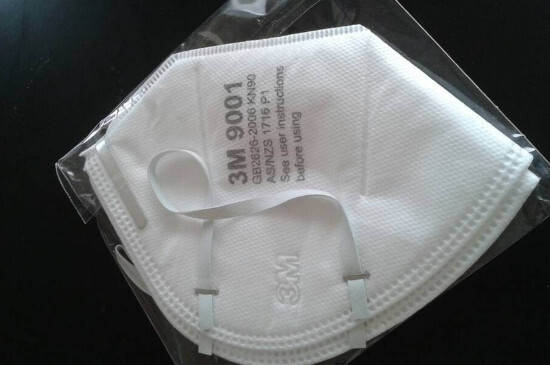 3M 9001
GB2626-2006 KN90
AS/NZS 1716 P1
See user instructions
before using
3M